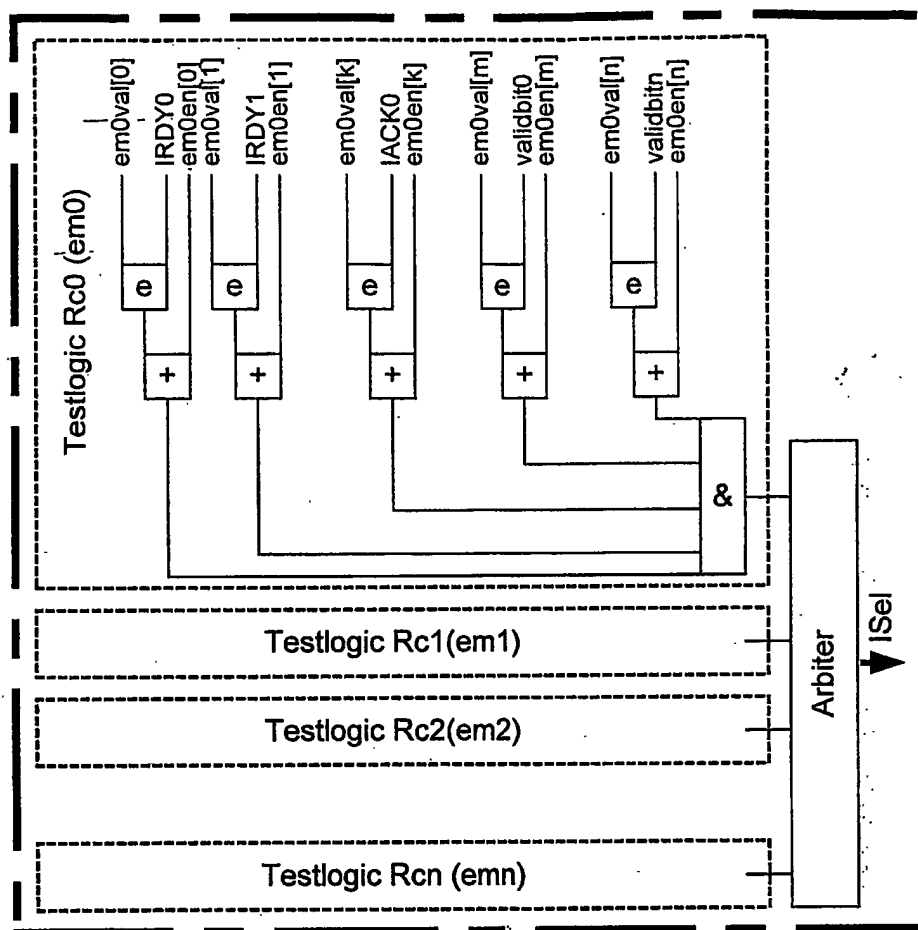 Testlogic Rc0 (em0)
em0val[0]
IRDY0
em0en[0]
em0val[1]
IRDY1
em0en[1]
em0val[k]
IACK0
em0en[k]
em0val[m]
validbit0
em0en[m]
em0val[n]
validbitn
em0en[n]
+
+
+
+
+
&
Testlogic Rc1(em1)
Testlogic Rc2(em2)
Testlogic Rcn (emn)
Arbiter
ISel